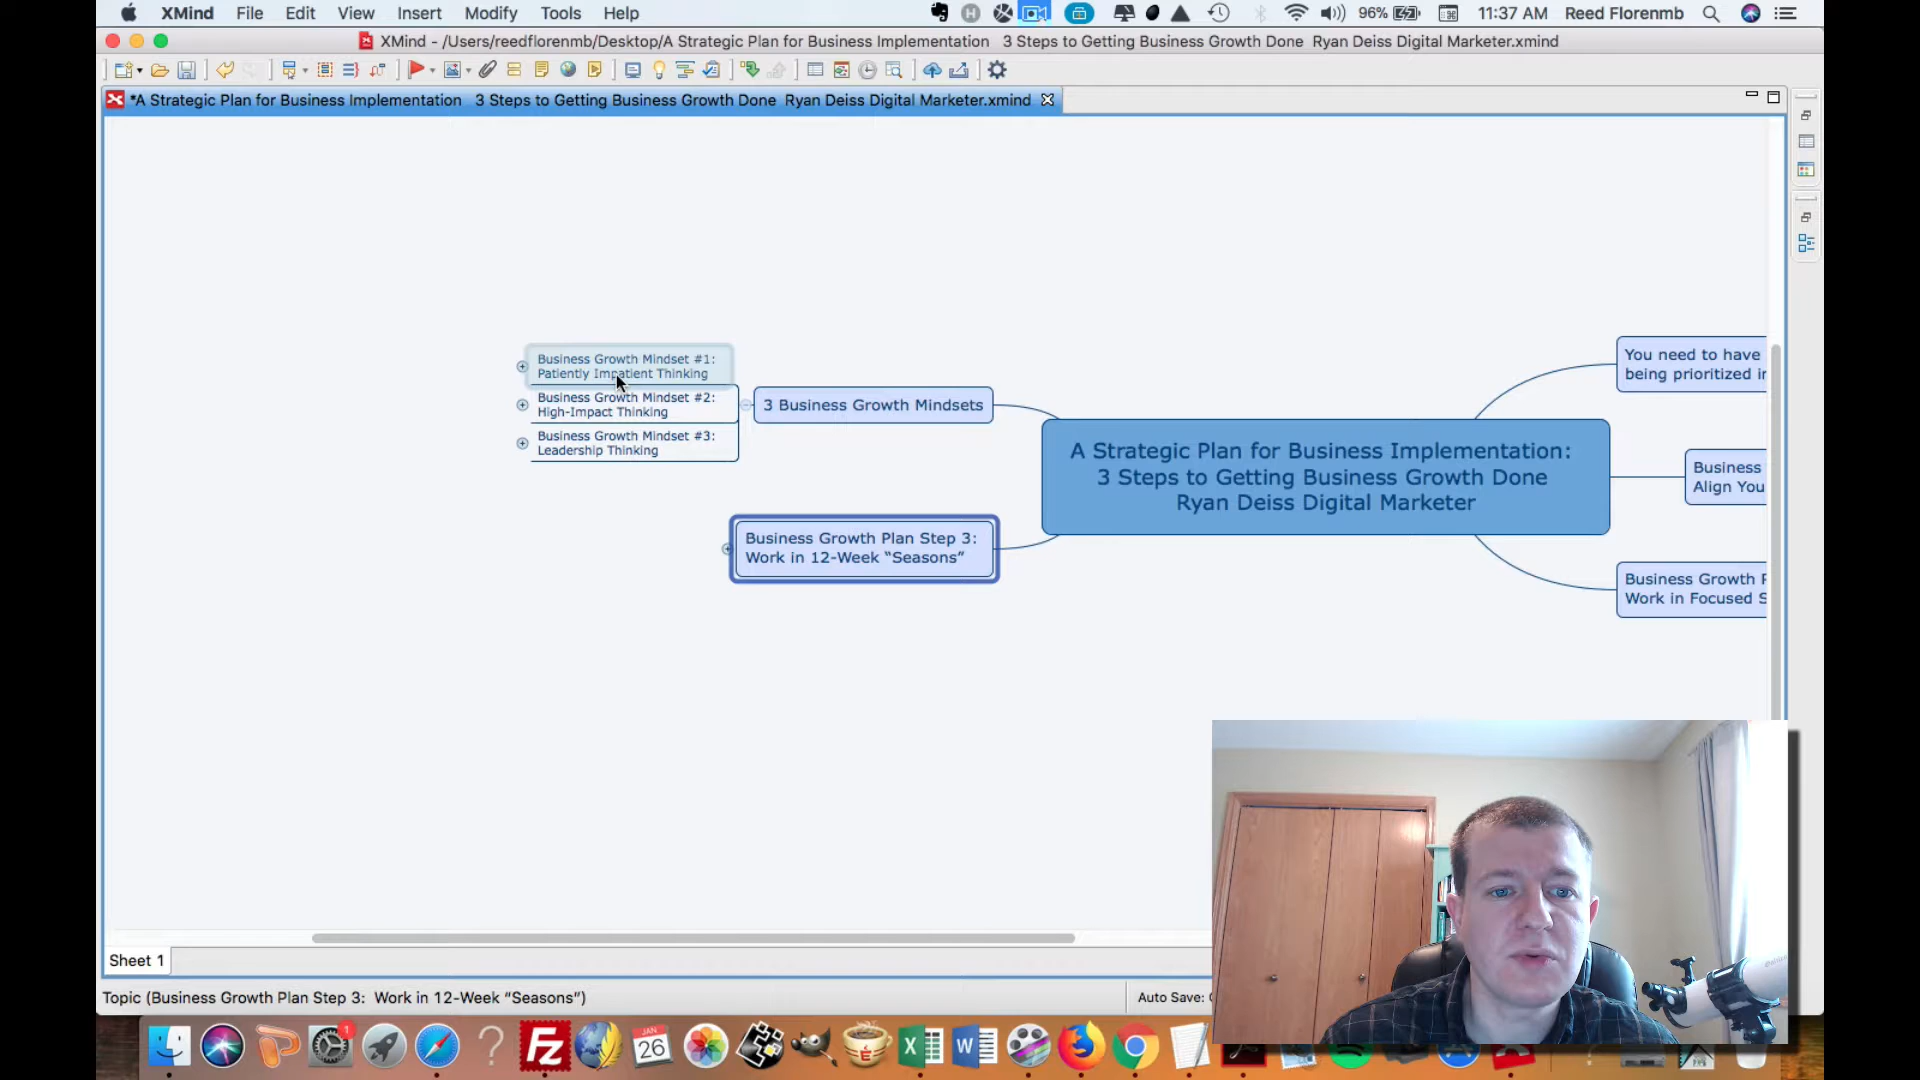 XMind File Edit View Insert Modify Tools Help 96% 11:37 AM Reed Florenmb
XMind - /Users/reedflorenmb/Desktop/A Strategic Plan for Business Implementation 3 Steps to Getting Business Growth Done Ryan Deiss Digital Marketer.xmind
*A Strategic Plan for Business Implementation 3 Steps to Getting Business Growth Done Ryan Deiss Digital Marketer.xmind
Business Growth Mindset #1:
Patiently Impatient Thinking
Business Growth Mindset #2:
High-Impact Thinking
Business Growth Mindset #3:
Leadership Thinking
3 Business Growth Mindsets
Business Growth Plan Step 3:
Work in 12-Week “Seasons”
A Strategic Plan for Business Implementation:
3 Steps to Getting Business Growth Done
Ryan Deiss Digital Marketer
You need to have
being prioritized in
Business
Align You
Business Growth P
Work in Focused S
Sheet 1
Topic (Business Growth Plan Step 3: Work in 12-Week “Seasons”)
Auto Save:
1
Fz
JAN
26